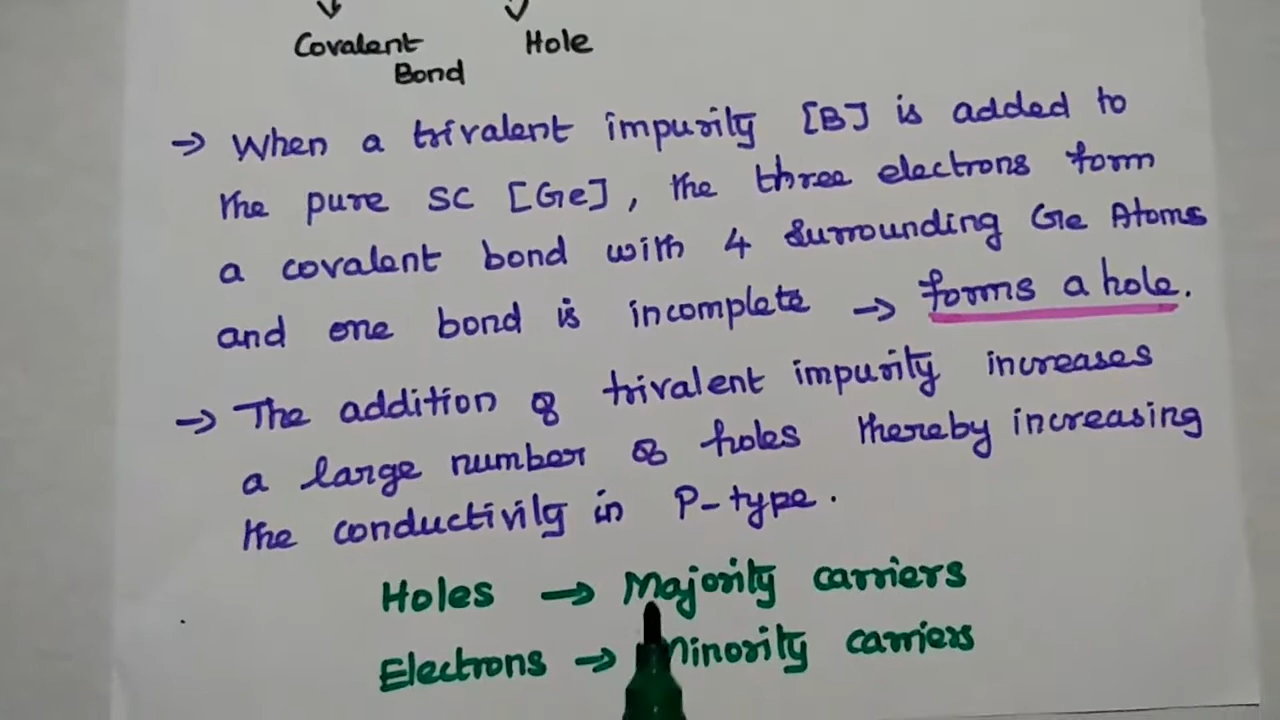 Covalent Hole
Bond
→ When a trivalent impurity [B] is added to
the pure SC [Ge], the three electrons form
a covalent bond with 4 surrounding Ge Atoms
and one bond is incomplete → forms a hole.
→ The addition of trivalent impurity increases
a large number of holes thereby increasing
the conductivity in P-type.
Holes → Majority carriers
Electrons → Minority carriers